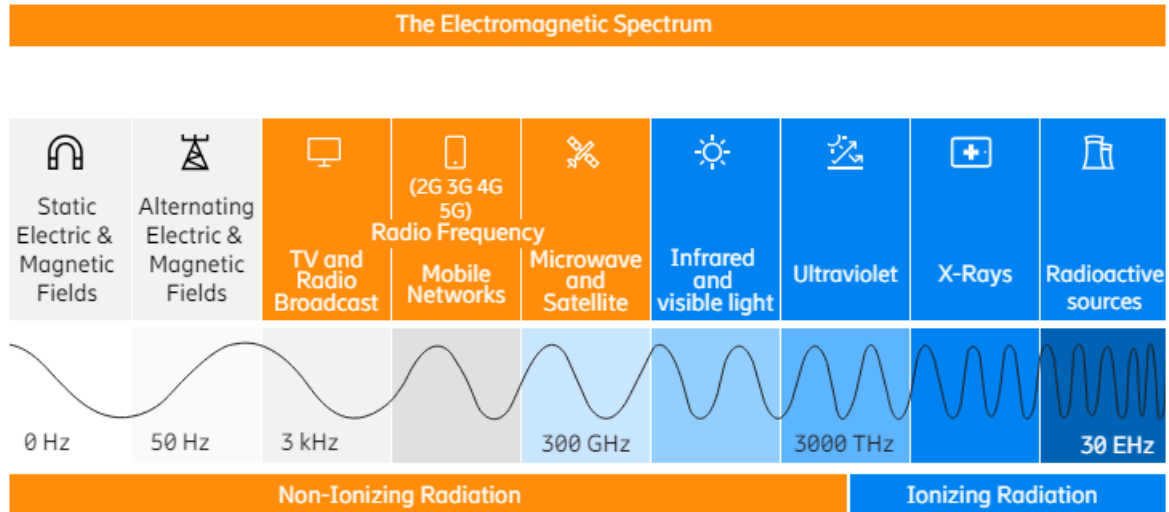 The Electromagnetic Spectrum
Static
Electric &
Magnetic
Fields
Alternating
Electric &
Magnetic
Fields
(2G 3G 4G
5G)
Radio Frequency
TV and
Radio
Broadcast
Mobile
Networks
Microwave
and
Satellite
Infrared
and
visible light
Ultraviolet
X-Rays
Radioactive
sources
0 Hz
50 Hz
3 kHz
300 GHz
3000 THz
30 EHz
Non-Ionizing Radiation
Ionizing Radiation